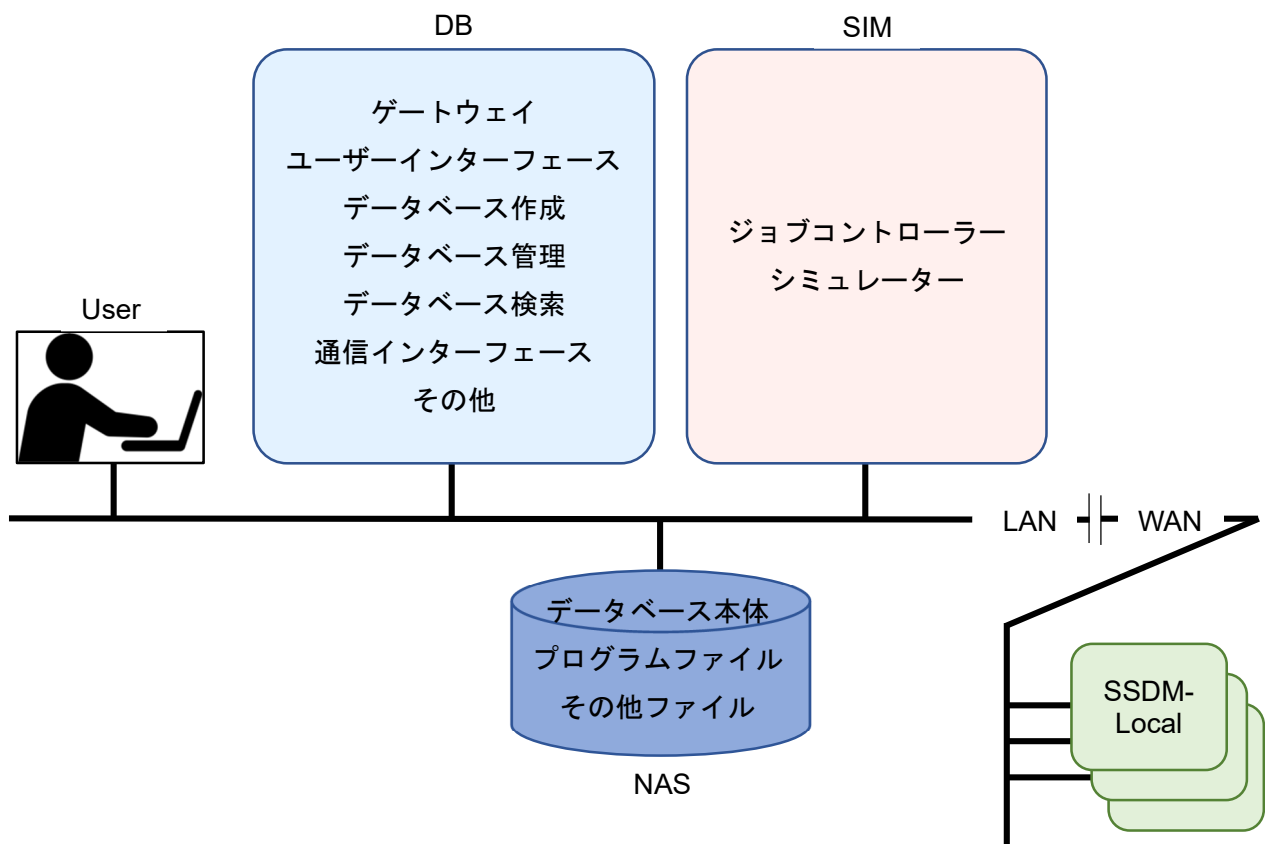 DB
SIM
ゲートウェイ
ユーザーインターフェース
データベース作成
データベース管理
データベース検索
通信インターフェース
その他
ジョブコントローラー
シミュレーター
User
LAN
WAN
データベース本体
プログラムファイル
その他ファイル
NAS
SSDM-
Local